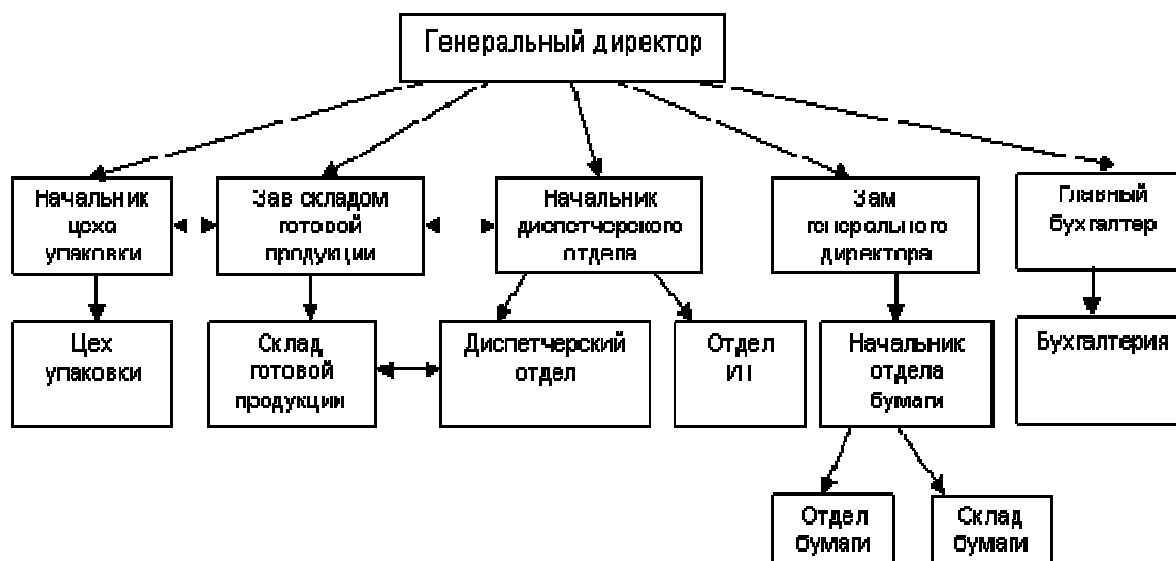 Генеральный директор
Начальник
цеха
упаковки
Зав складом
готовой
продукции
Начальник
диспетчерского
отдела
Зам
генерального
директора
Главный
бухгалтер
Цех
упаковки
Склад
готовой
продукции
Диспетчерский
отдел
Отдел
Начальник
отдела
бумаги
Бухгалтерия
Отдел
бумаги
Склад
бумаги